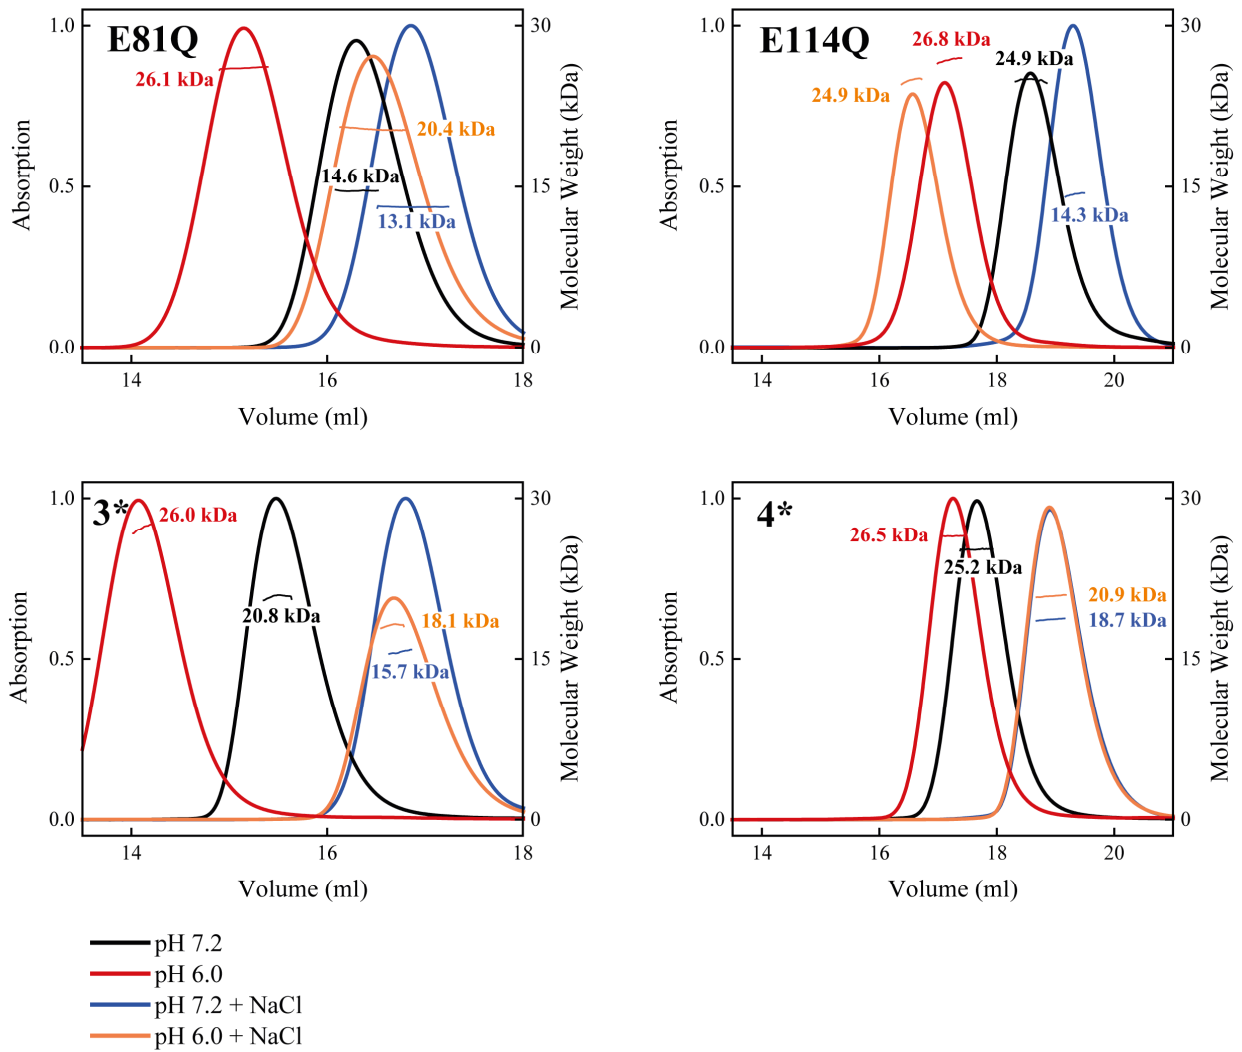 E81Q
26.1 kDa
20.4 kDa
14.6 kDa
13.1 kDa
1.0
0.5
0.0
30
15
0
14
16
18
Absorption
Molecular Weight (kDa)
Volume (ml)
E114Q
26.8 kDa
24.9 kDa
24.9 kDa
14.3 kDa
1.0
0.5
0.0
30
15
0
14
16
18
20
Absorption
Molecular Weight (kDa)
Volume (ml)
3*
26.0 kDa
20.8 kDa
18.1 kDa
15.7 kDa
1.0
0.5
0.0
30
15
0
14
16
18
Absorption
Molecular Weight (kDa)
Volume (ml)
4*
26.5 kDa
25.2 kDa
20.9 kDa
18.7 kDa
1.0
0.5
0.0
30
15
0
14
16
18
20
Absorption
Molecular Weight (kDa)
Volume (ml)
pH 7.2
pH 6.0
pH 7.2 + NaCl
pH 6.0 + NaCl